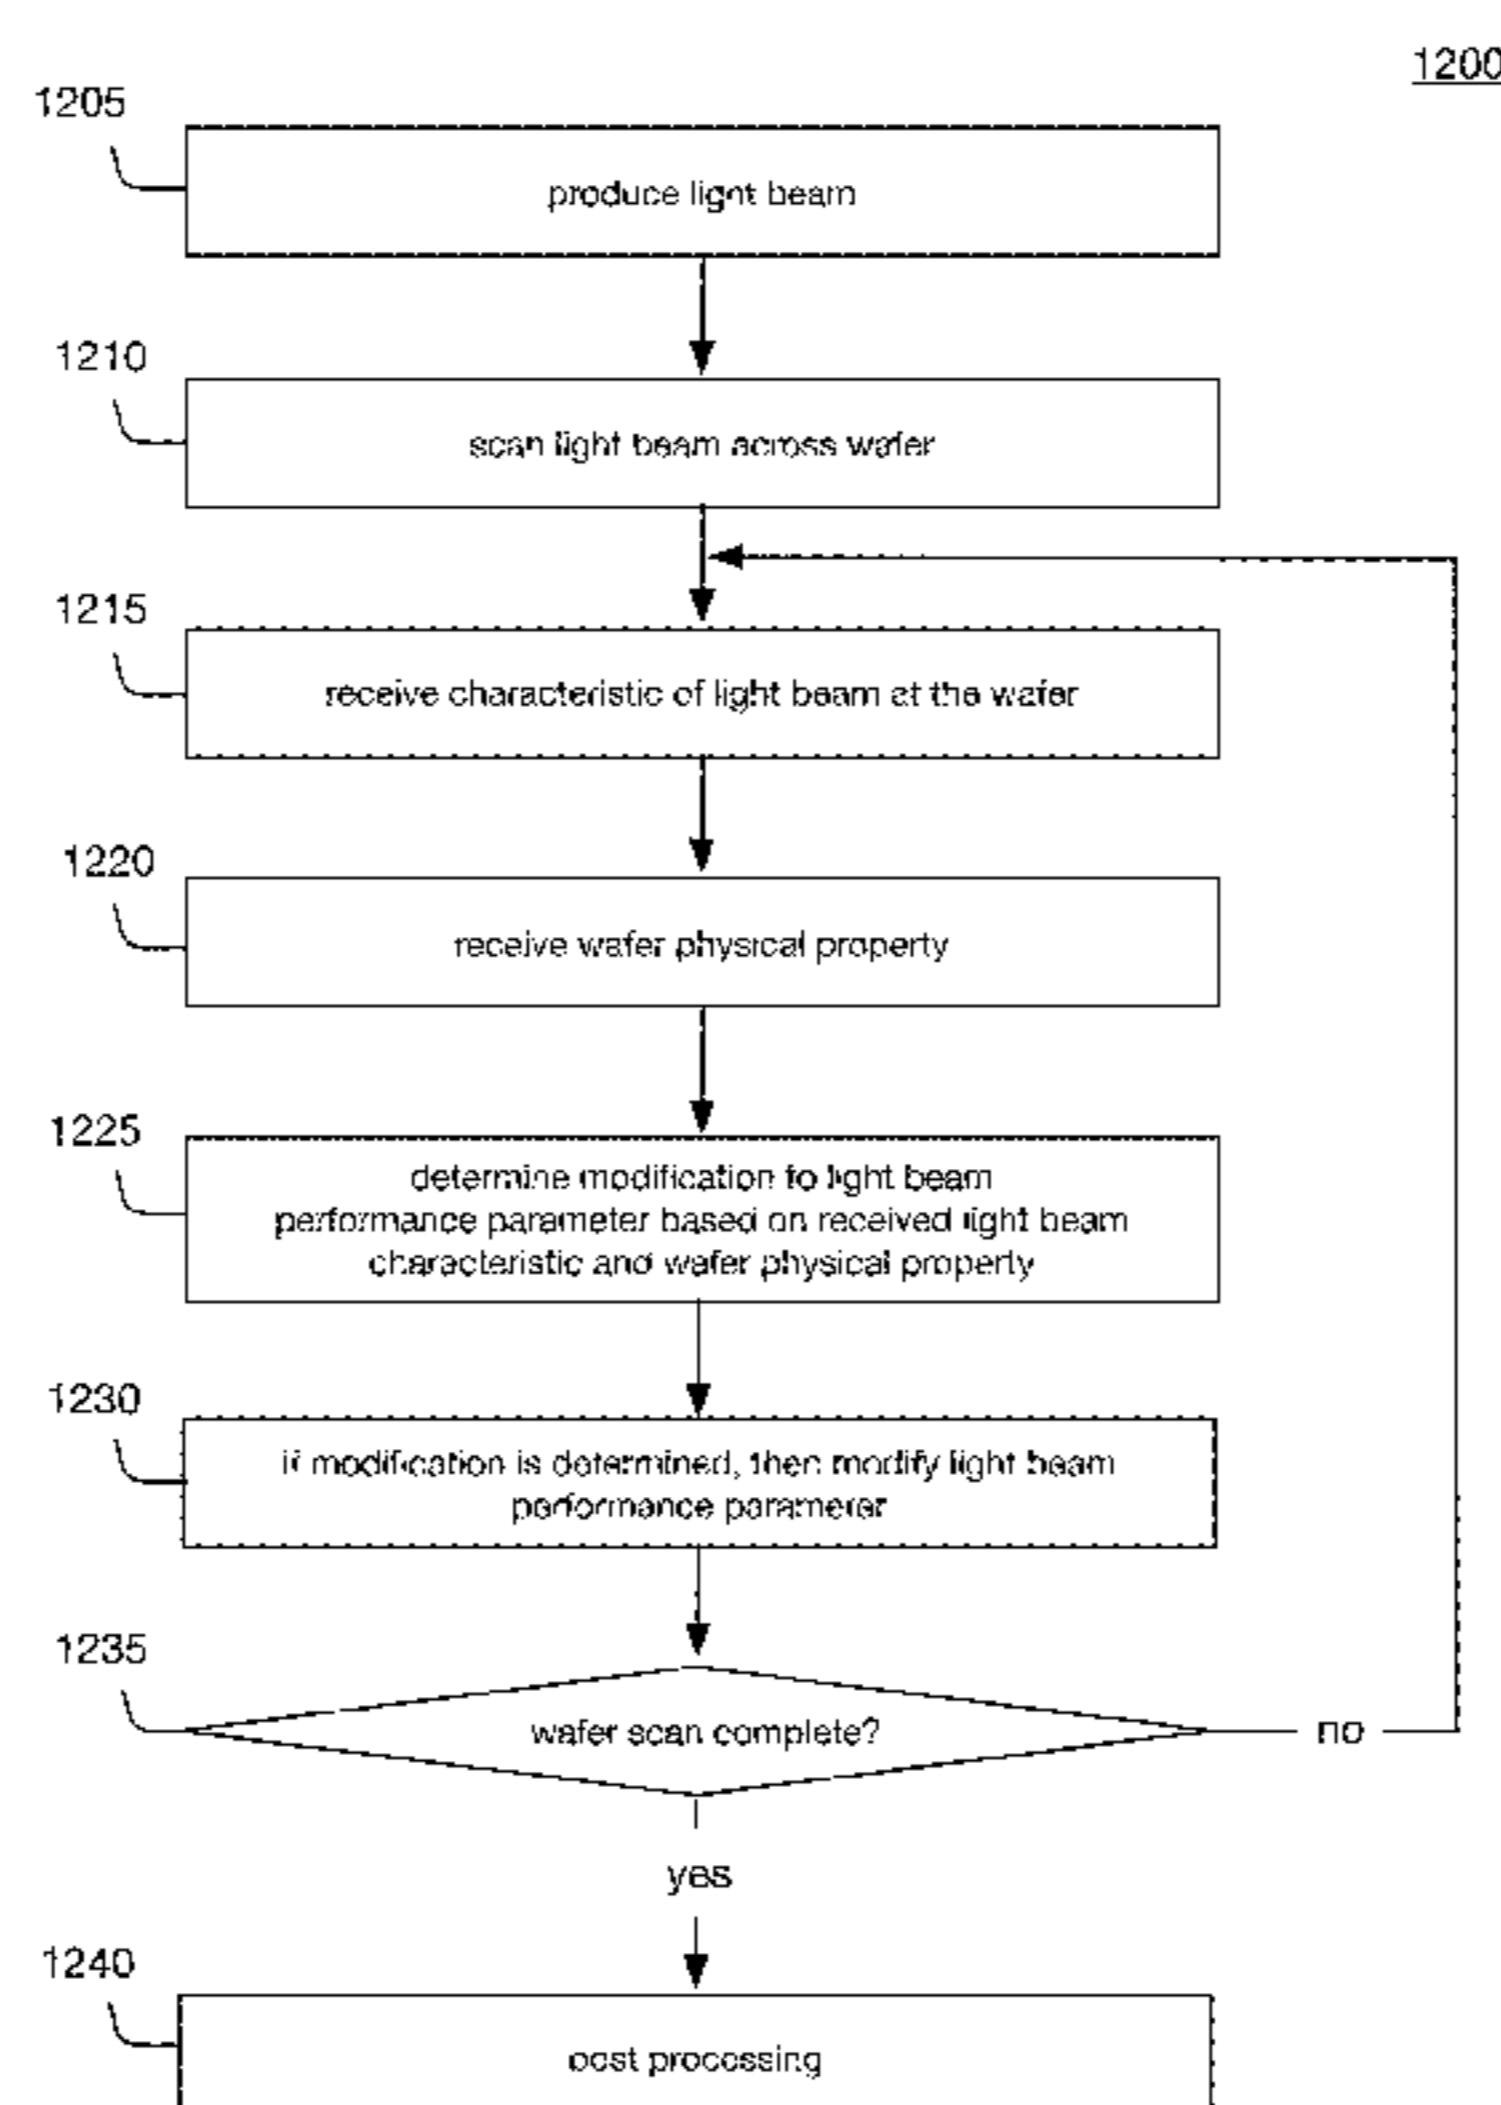 1200
1205
produce light beam
1210
scan light beam across wafer
1215
receive characteristic of light beam at the wafer
1220
receive wafer physical property
1225
determine modification to light beam
performance parameter based on received light beam
characteristic and wafer physical property
1230
if modification is determined, then modify light beam
performance parameter
1235
wafer scan complete?
no
yes
1240
post processing